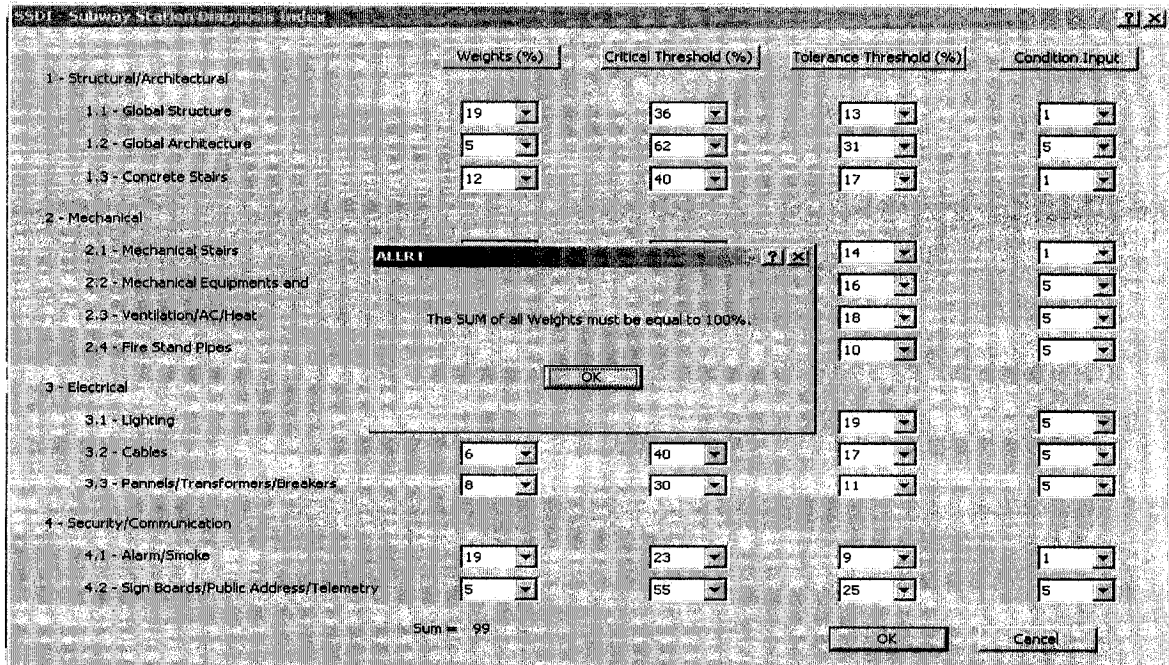 SSDI - Subway Station Diagnosis Index
Weights (%) Critical Threshold (%) Tolerance Threshold (%) Condition Input
1 - Structural/Architectural
1.1 - Global Structure 19 36 13 1
1.2 - Global Architecture 5 62 31 5
1.3 - Concrete Stairs 12 40 17 1
2 - Mechanical
2.1 - Mechanical Stairs 14 1
ALERT
2.2 - Mechanical Equipments and 16 5
The SUM of all Weights must be equal to 100%.
2.3 - Ventilation/AC/Heat 18 5
2.4 - Fire Stand Pipes 10 5
OK
3 - Electrical
3.1 - Lighting 19 5
3.2 - Cables 6 40 17 5
3.3 - Pannels/Transformers/Breakers 8 30 11 5
4 - Security/Communication
4.1 - Alarm/Smoke 19 23 9 1
4.2 - Sign Boards/Public Address/Telemetry 5 55 25 5
Sum = 99
OK Cancel